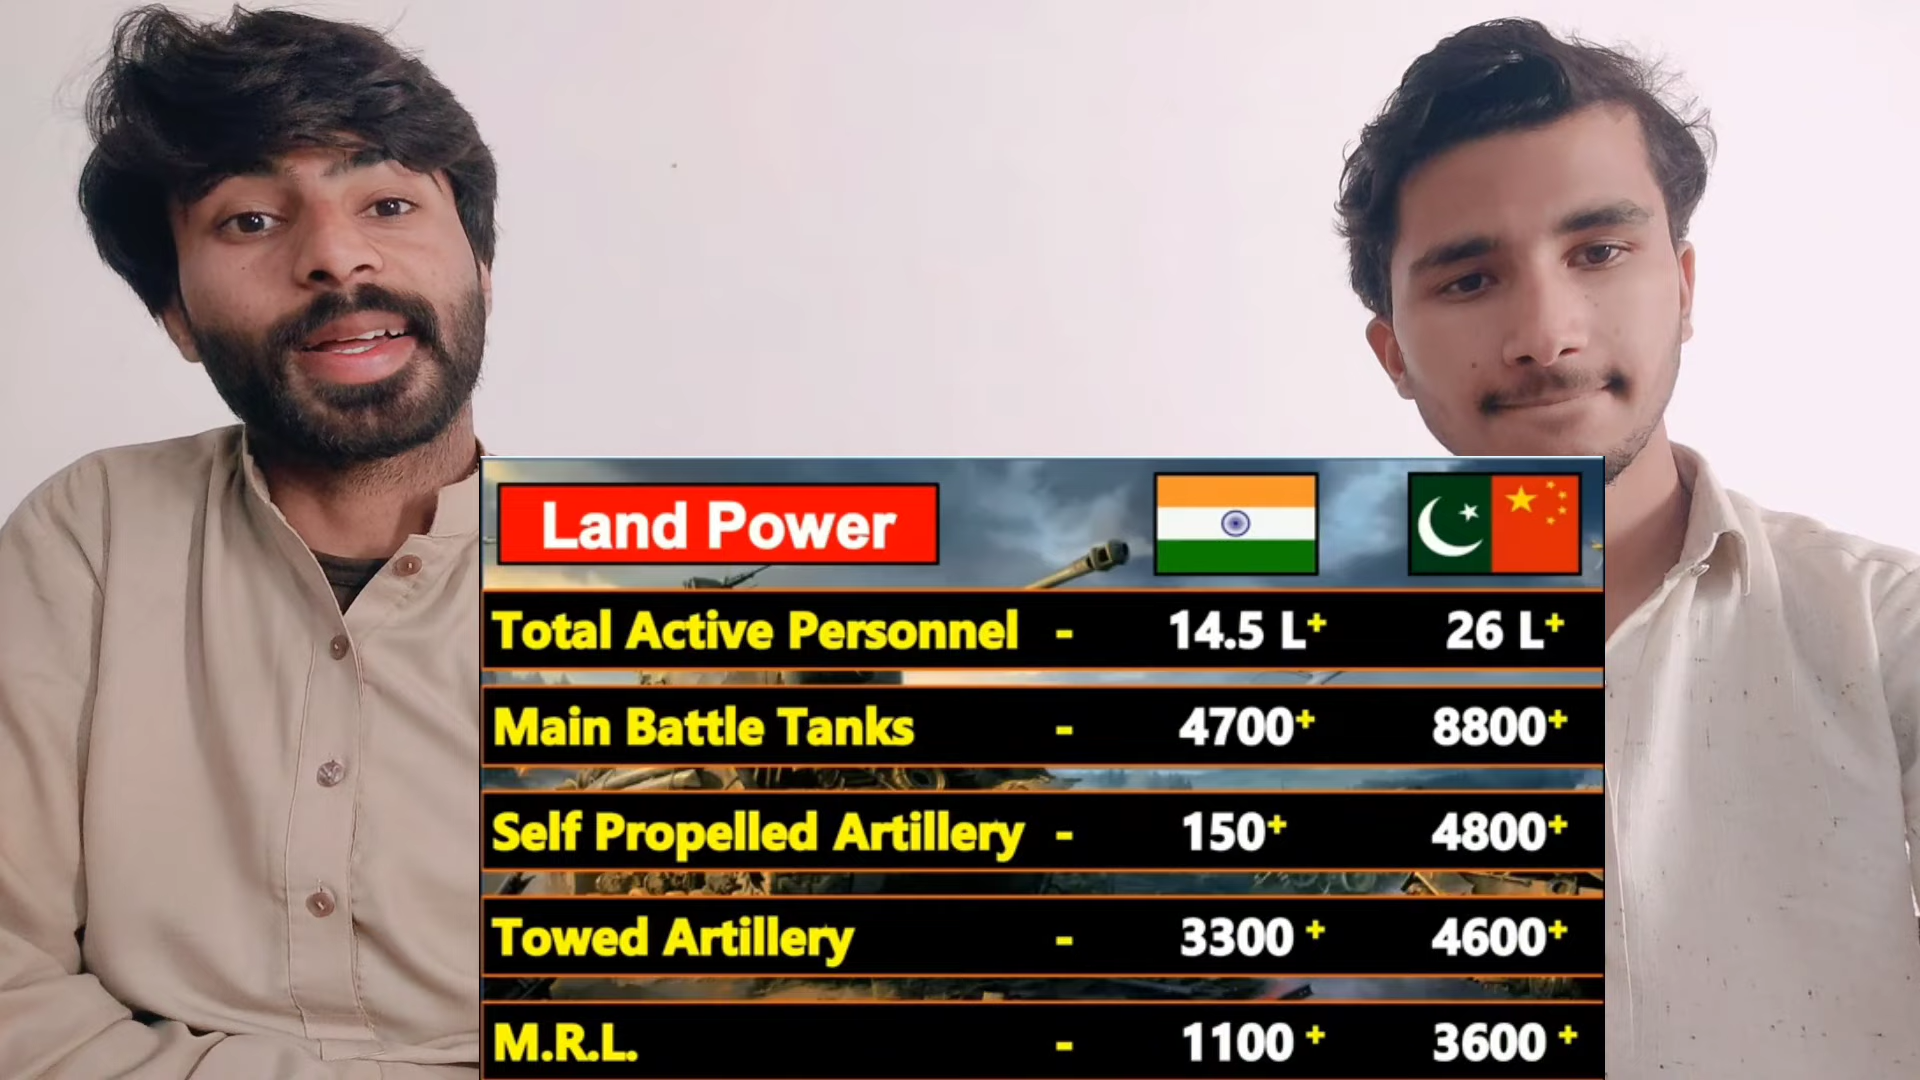 Land Power
Total Active Personnel - 14.5 L+ 26 L+
Main Battle Tanks - 4700+ 8800+
Self Propelled Artillery - 150+ 4800+
Towed Artillery - 3300 + 4600+
M.R.L. - 1100 + 3600 +